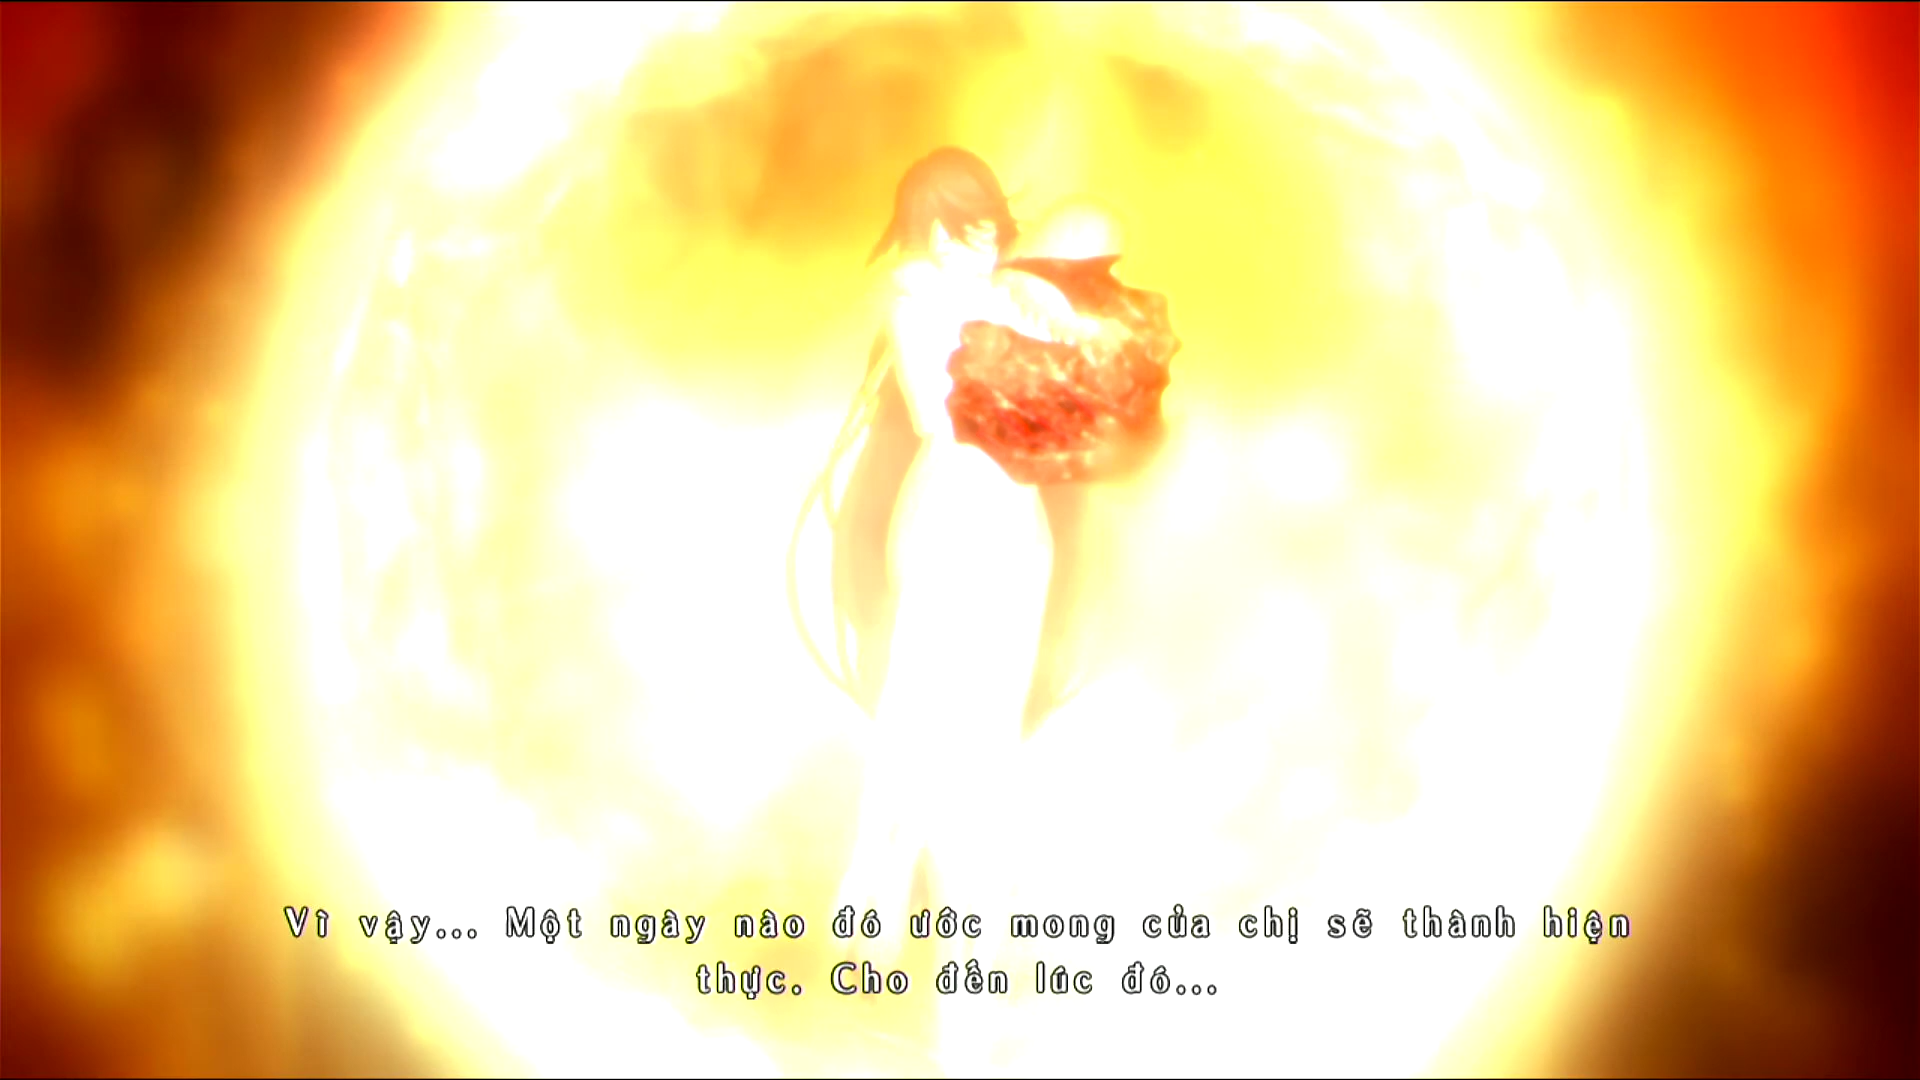 Vì vậy... Một ngày nào đó ước mong của chị sẽ thành hiện
thực. Cho đến lúc đó...